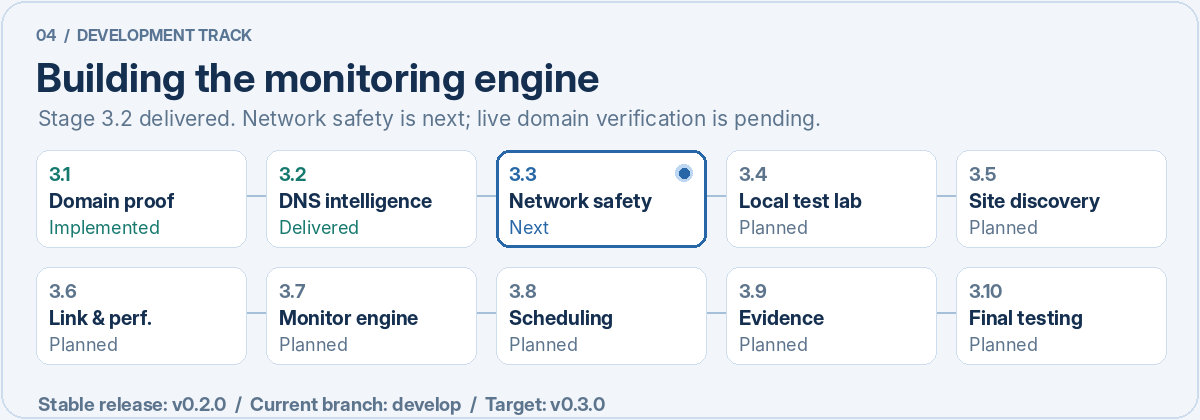 04 / DEVELOPMENT TRACK
Building the monitoring engine
Stage 3.2 delivered. Network safety is next; live domain verification is pending.
3.1
Domain proof
Implemented
3.2
DNS intelligence
Delivered
3.3
Network safety
Next
3.4
Local test lab
Planned
3.5
Site discovery
Planned
3.6
Link & perf.
Planned
3.7
Monitor engine
Planned
3.8
Scheduling
Planned
3.9
Evidence
Planned
3.10
Final testing
Planned
Stable release: v0.2.0 / Current branch: develop / Target: v0.3.0